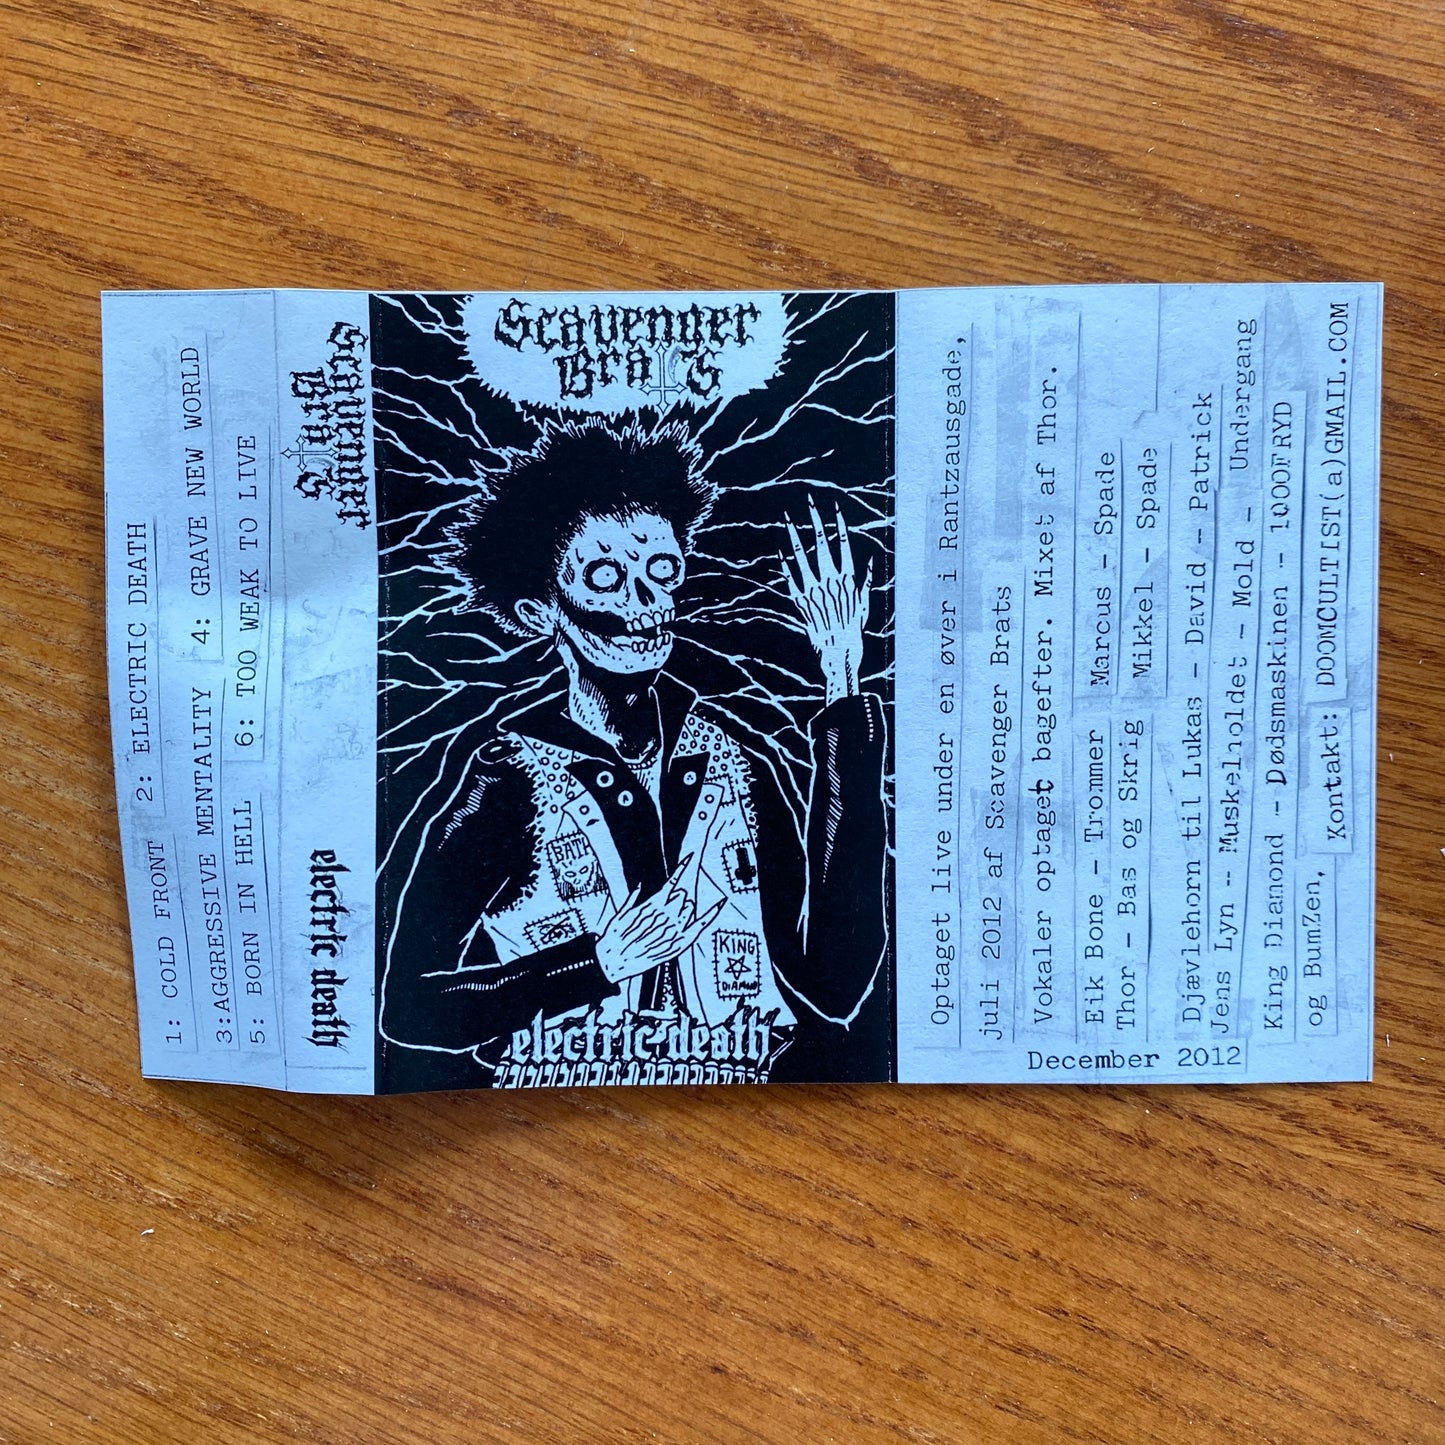 1: COLD FRONT 2: ELECTRIC DEATH
3:AGGRESSIVE MENTALITY 4: GRAVE NEW WORLD
5: BORN IN HELL 6: TOO WEAK TO LIVE
Scavenger
Brats
electric death
Scavenger
Brats
BATH
KING
DIAMOND
electric death
Optaget live under en øver i Rantzausgade,
juli 2012 af Scavenger Brats
Vokaler optaget bagefter. Mixet af Thor.
Eik Bone - Trommer Marcus - Spade
Thor - Bas og Skrig Mikkel - Spade
Djævlehorn til Lukas - David - Patrick
Jens Lyn -- Muskelholdet - Mold - Undergang
King Diamond - Dødsmaskinen - 1000FRYD
og BumZen, Kontakt: DOOMCULTIST(a)GMAIL.COM
December 2012